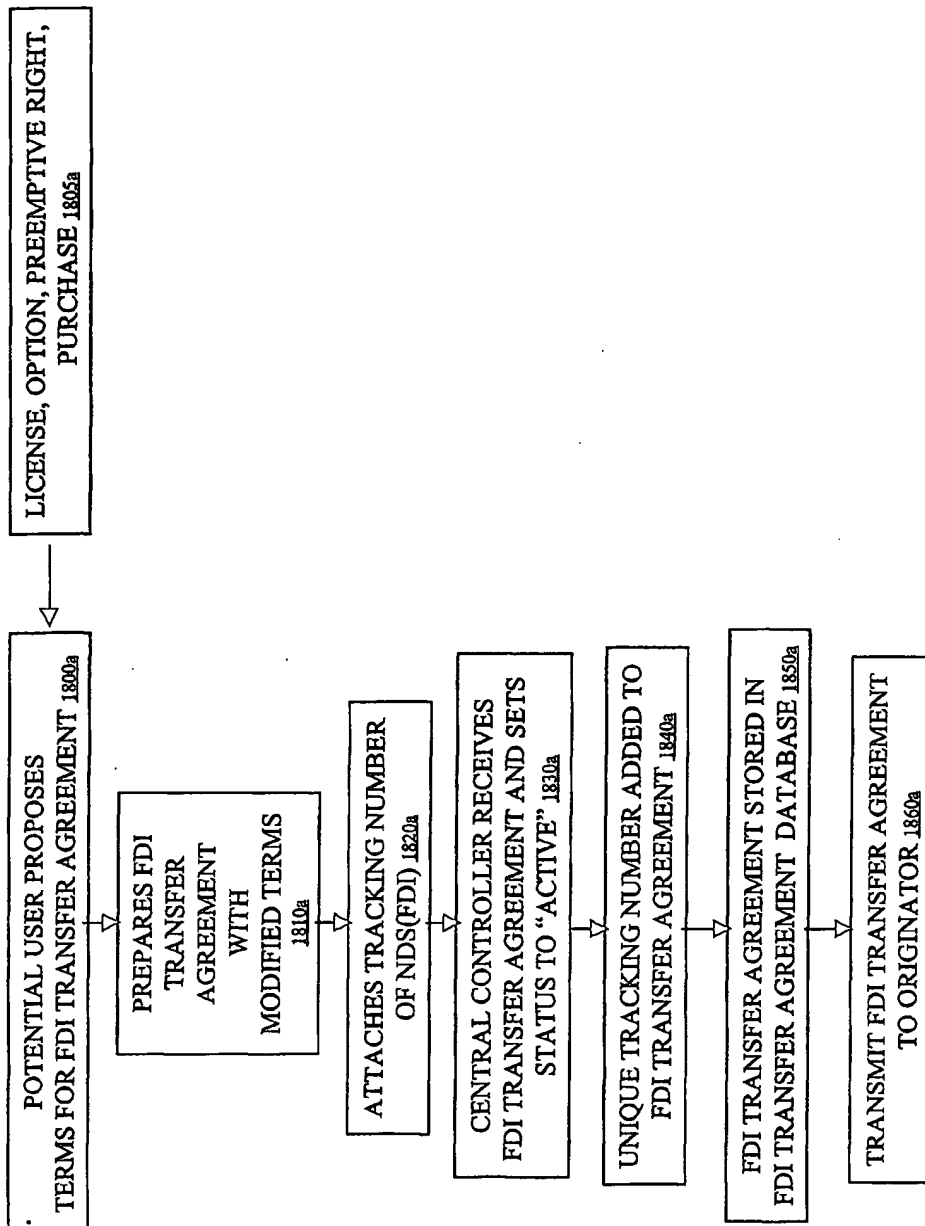 POTENTIAL USER PROPOSES
TERMS FOR FDI TRANSFER AGREEMENT 1800a
LICENSE, OPTION, PREEMPTIVE RIGHT,
PURCHASE 1805a
PREPARES FDI
TRANSFER
AGREEMENT
WITH
MODIFIED TERMS
1810a
ATTACHES TRACKING NUMBER
OF NDS(FDI) 1820a
CENTRAL CONTROLLER RECEIVES
FDI TRANSFER AGREEMENT AND SETS
STATUS TO “ACTIVE” 1830a
UNIQUE TRACKING NUMBER ADDED TO
FDI TRANSFER AGREEMENT 1840a
FDI TRANSFER AGREEMENT STORED IN
FDI TRANSFER AGREEMENT DATABASE 1850a
TRANSMIT FDI TRANSFER AGREEMENT
TO ORIGINATOR 1860a